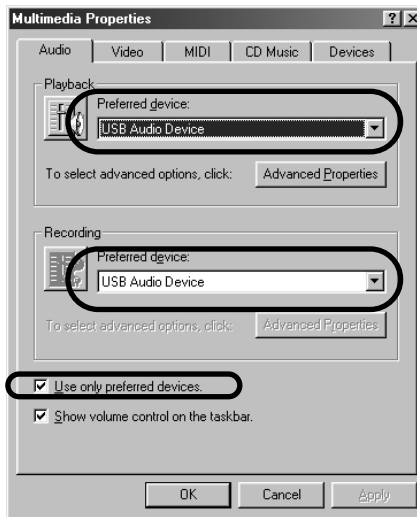 Multimedia Properties
Audio Video MIDI CD Music Devices
Playback
Preferred device:
USB Audio Device
To select advanced options, click: Advanced Properties
Recording
Preferred device:
USB Audio Device
To select advanced options, click: Advanced Properties
Use only preferred devices.
Show volume control on the taskbar.
OK Cancel Apply